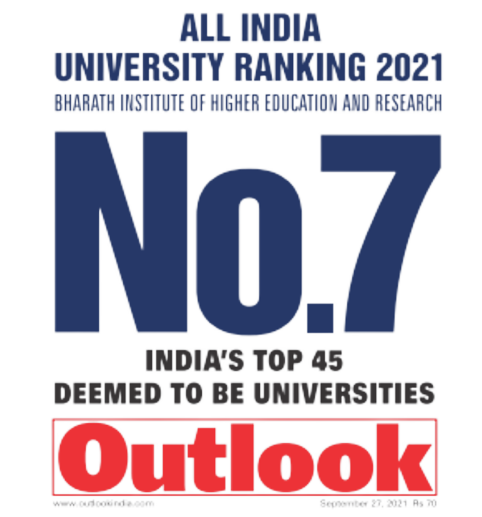 ALL INDIA
UNIVERSITY RANKING 2021
BHARATH INSTITUTE OF HIGHER EDUCATION AND RESEARCH
No.7
INDIA'S TOP 45
DEEMED TO BE UNIVERSITIES
Outlook
www.outlookindia.com September 27, 2021 Rs 70